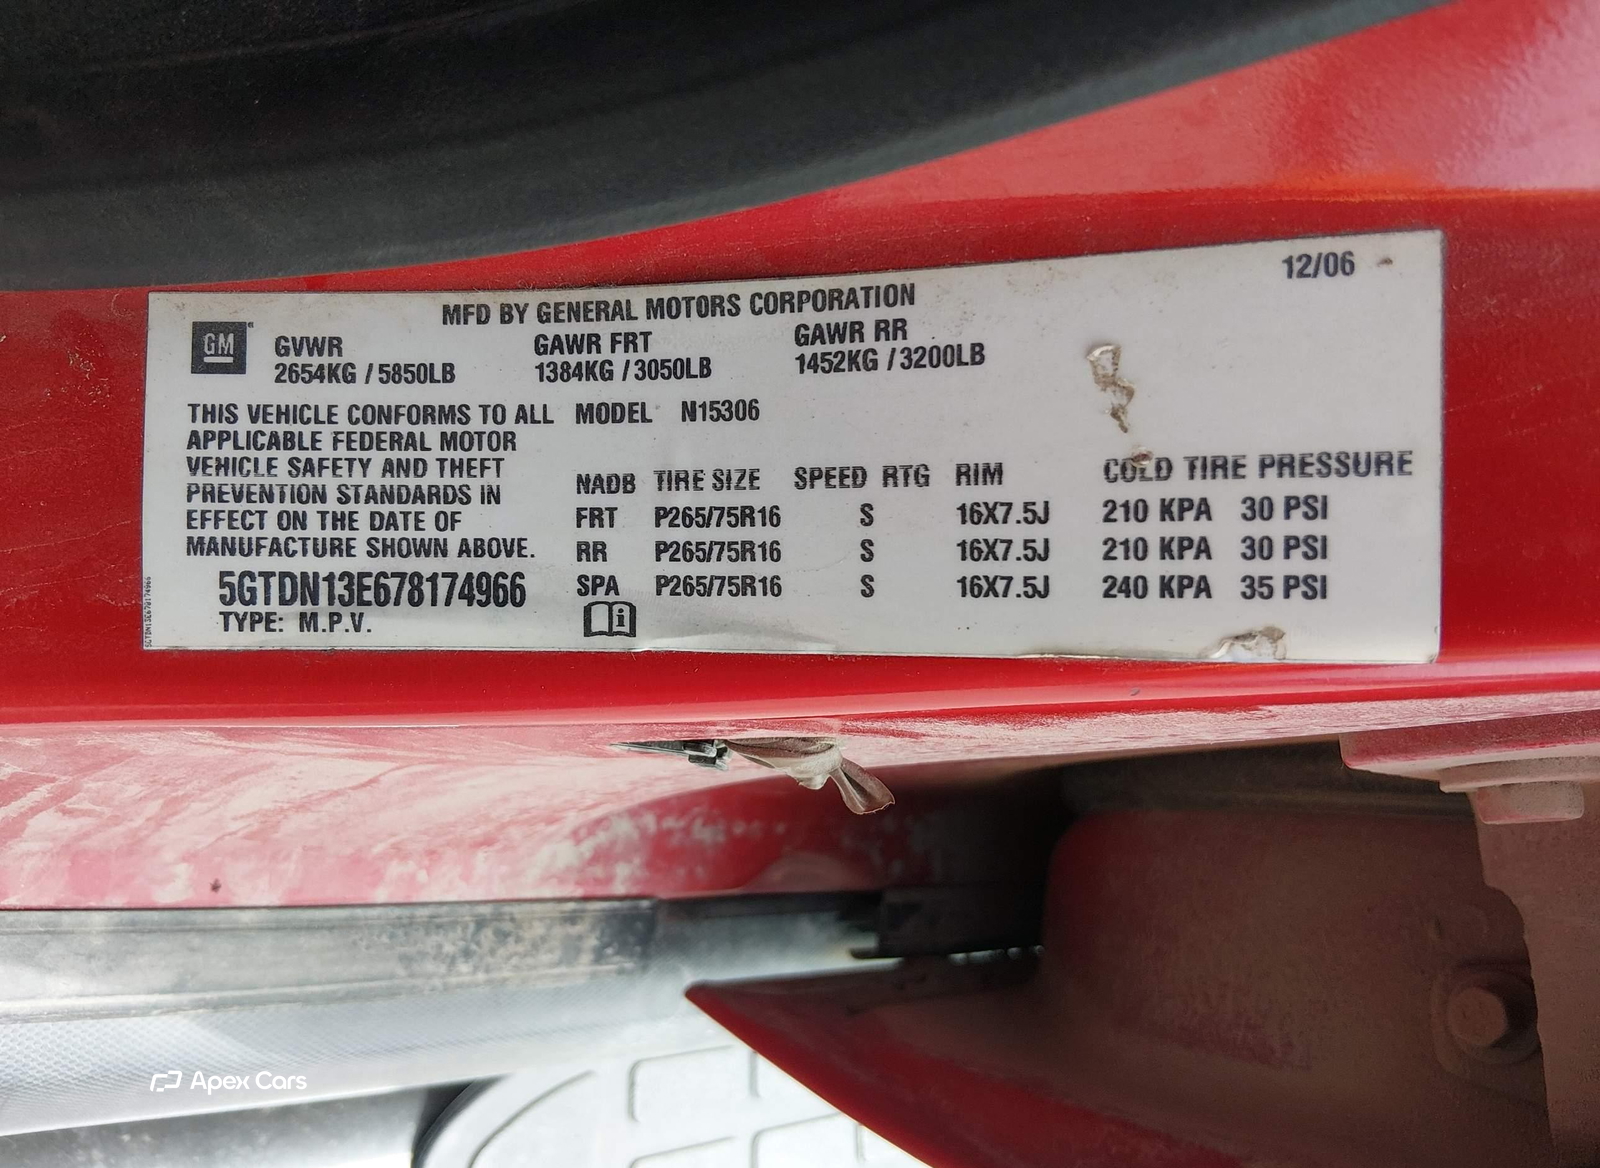 12/06
MFD BY GENERAL MOTORS CORPORATION
GM
GVWR GAWR FRT GAWR RR
2654KG / 5850LB 1384KG / 3050LB 1452KG / 3200LB
THIS VEHICLE CONFORMS TO ALL MODEL N15306
APPLICABLE FEDERAL MOTOR
VEHICLE SAFETY AND THEFT
PREVENTION STANDARDS IN
EFFECT ON THE DATE OF
MANUFACTURE SHOWN ABOVE.
NADB TIRE SIZE SPEED RTG RIM COLD TIRE PRESSURE
FRT P265/75R16 S 16X7.5J 210 KPA 30 PSI
RR P265/75R16 S 16X7.5J 210 KPA 30 PSI
SPA P265/75R16 S 16X7.5J 240 KPA 35 PSI
5GTDN13E678174966
TYPE: M.P.V.
5GTDN13E678174966
Apex Cars